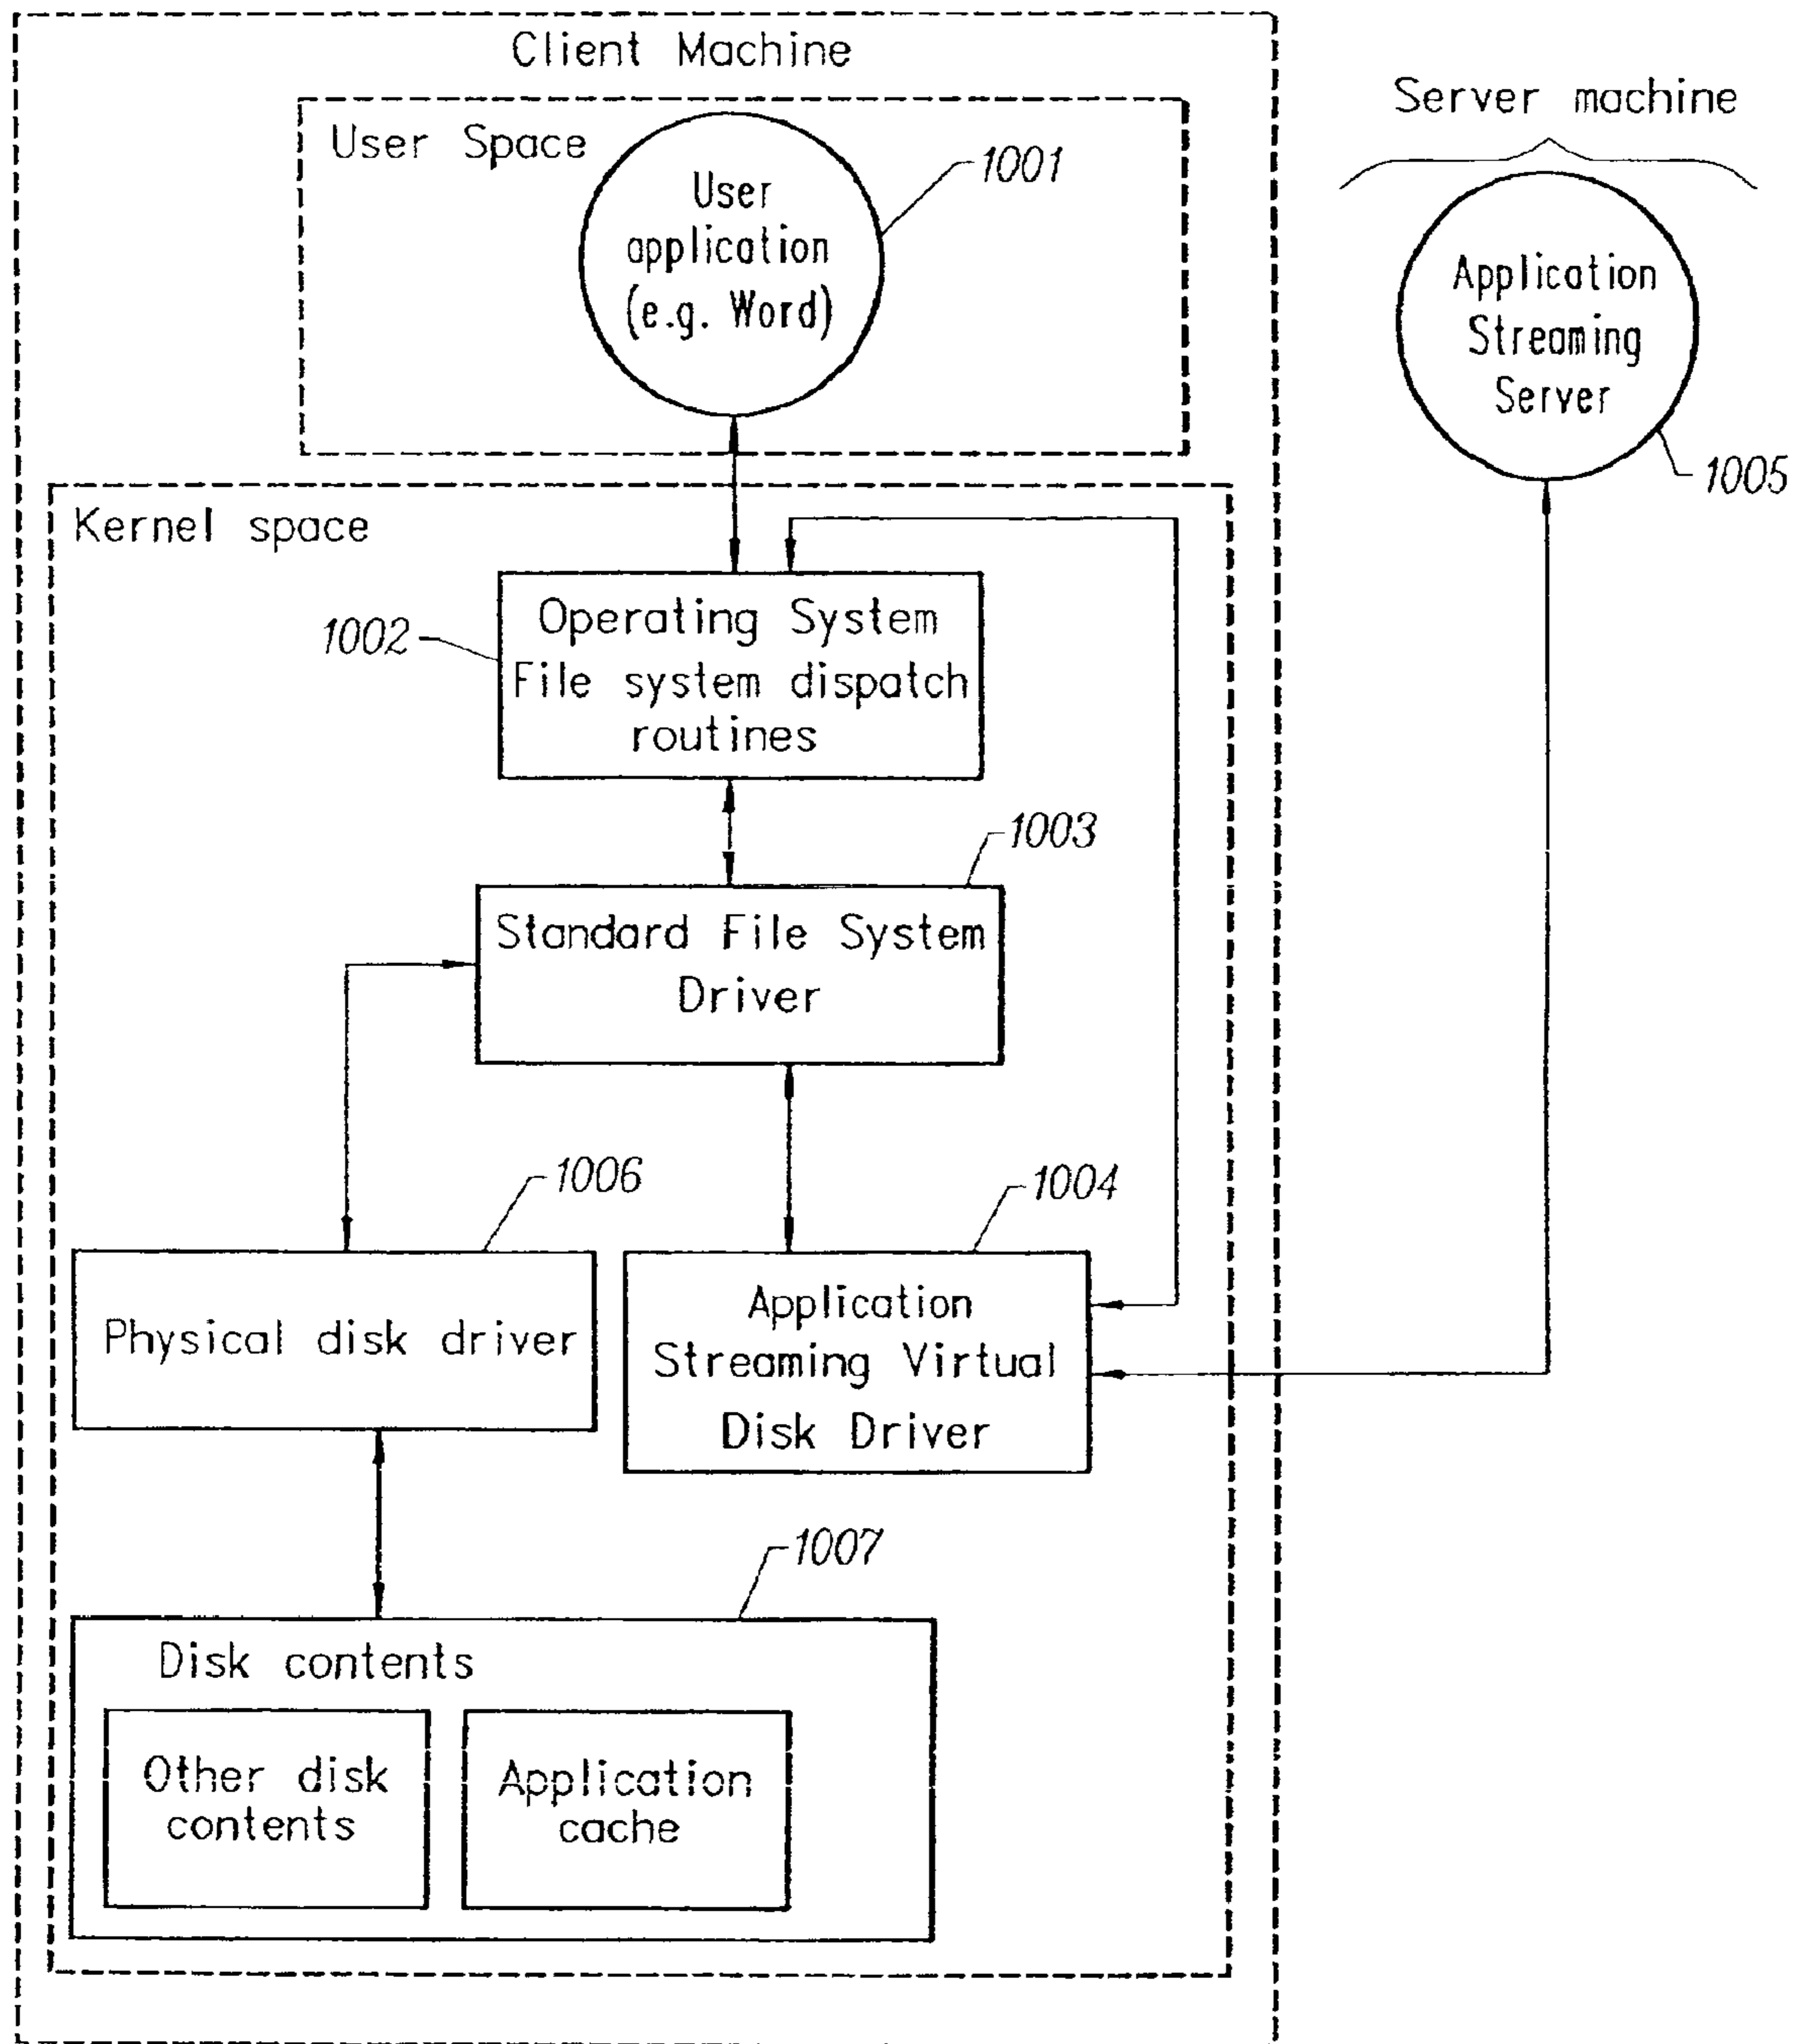 Client Machine
Server machine
User Space
1001
User
application
(e.g. Word)
Application
Streaming
Server
1005
Kernel space
1002
Operating System
File system dispatch
routines
1003
Standard File System
Driver
1006
1004
Physical disk driver
Application
Streaming Virtual
Disk Driver
1007
Disk contents
Other disk
contents
Application
cache